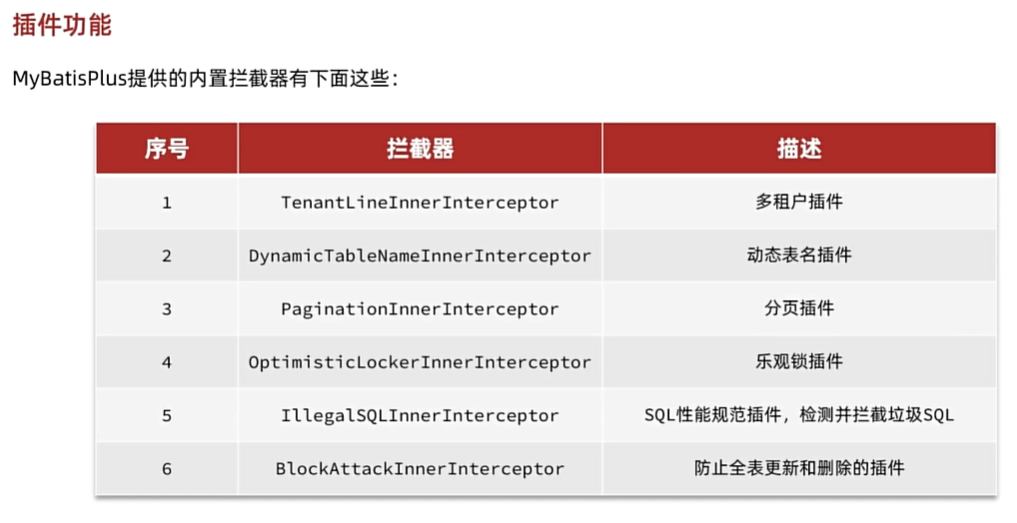 插件功能
MyBatisPlus提供的内置拦截器有下面这些：
序号 拦截器 描述
1 TenantLineInnerInterceptor 多租户插件
2 DynamicTableNameInnerInterceptor 动态表名插件
3 PaginationInnerInterceptor 分页插件
4 OptimisticLockerInnerInterceptor 乐观锁插件
5 IllegalSQLInnerInterceptor SQL性能规范插件，检测并拦截垃圾SQL
6 BlockAttackInnerInterceptor 防止全表更新和删除的插件